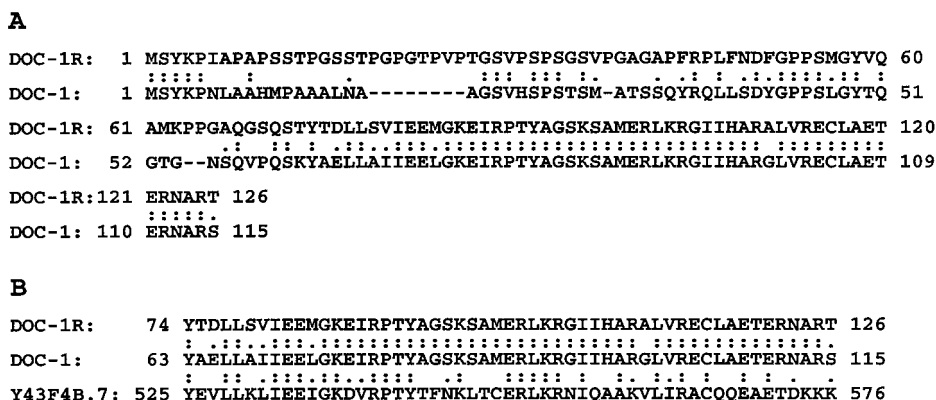 A
DOC-1R: 1 MSYKPIAPAPSSTPGSSTPGPGTPVPTGSVPSPSGSVPGAGAPFRPLFNDFGPPSMGYVQ 60
DOC-1: 1 MSYKPNLAAHMPAAALNA--------AGSVHSPSTSM-ATSSQYRQLLSDYGPPSLGYTQ 51
DOC-1R: 61 AMKPPGAQGSQSTYTDLLSVIEEMGKEIRPTYAGSKSAMERLKRGIIHARALVRECLAET 120
DOC-1: 52 GTG--NSQVPQSKYAELLAIIEELGKEIRPTYAGSKSAMERLKRGIIHARGLVRECLAET 109
DOC-1R:121 ERNART 126
DOC-1: 110 ERNARS 115
B
DOC-1R: 74 YTDLLSVIEEMGKEIRPTYAGSKSAMERLKRGIIHARALVRECLAETERNART 126
DOC-1: 63 YAELLAIIEELGKEIRPTYAGSKSAMERLKRGIIHARGLVRECLAETERNARS 115
Y43F4B.7: 525 YEVLLKLIEEIGKDVRPTYTFNKLTCERLKRNIQAAKVLIRACQQEAETDKKK 576